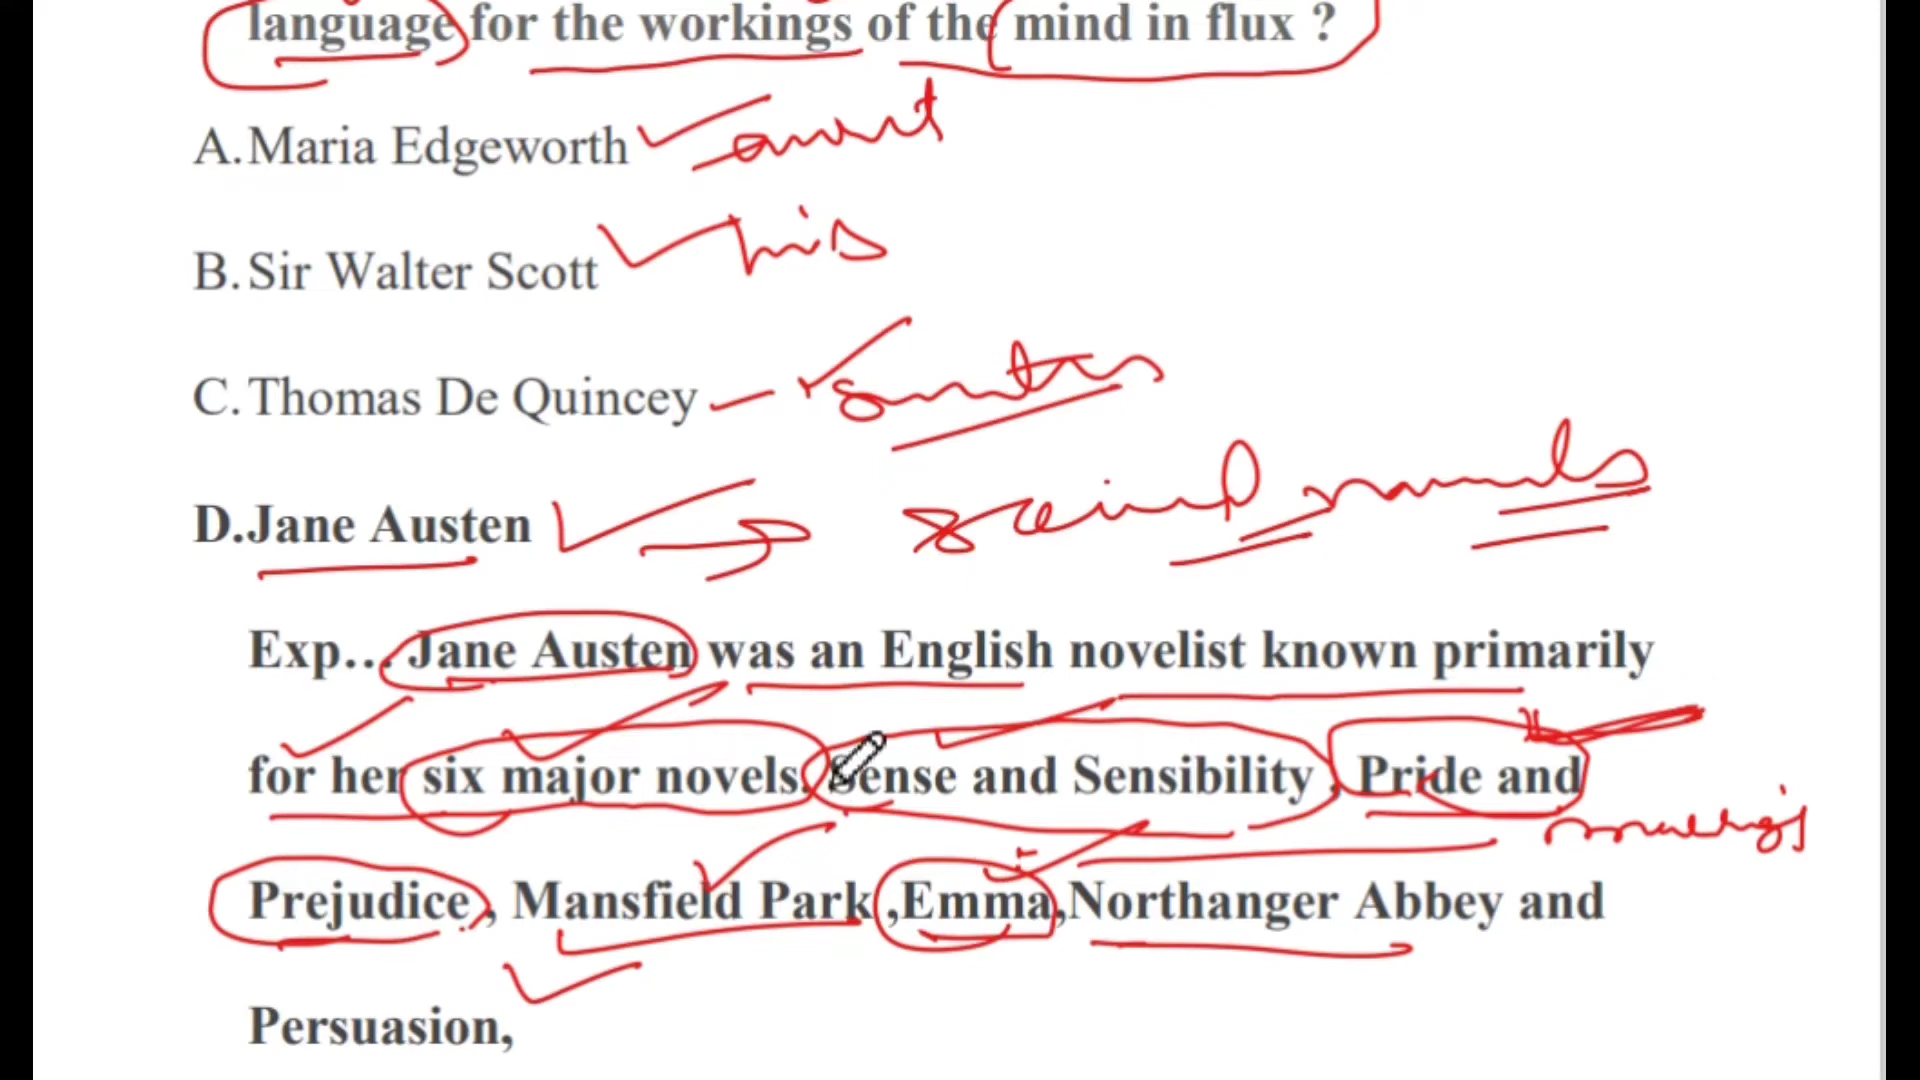 language for the workings of the mind in flux ?
A.Maria Edgeworth
B.Sir Walter Scott his
C.Thomas De Quincey
D.Jane Austen novels
Exp... Jane Austen was an English novelist known primarily
for her six major novels. Sense and Sensibility , Pride and
Prejudice , Mansfield Park ,Emma,Northanger Abbey and
Persuasion,